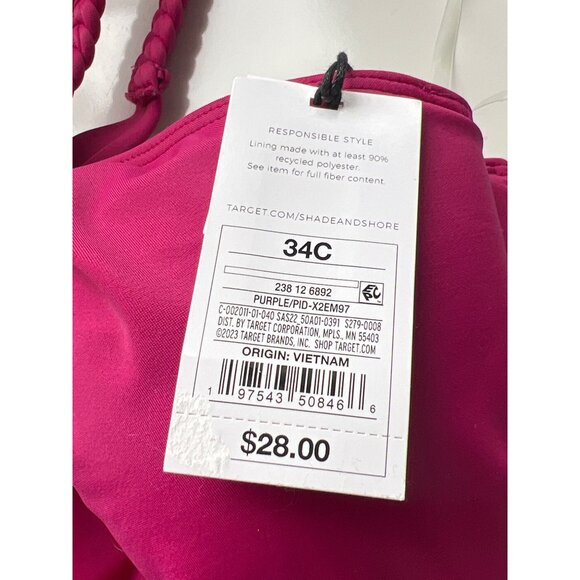 RESPONSIBLE STYLE
Lining made with at least 90%
recycled polyester.
See item for full fiber content.
TARGET.COM/SHADEANDSHORE
34C
238 12 6892
PURPLE/PID-X2EM97
C-002011-01-040 SAS22_50A01-0391 S279-0008
DIST. BY TARGET CORPORATION, MPLS., MN 55403
©2023 TARGET BRANDS, INC. SHOP TARGET.COM
ORIGIN: VIETNAM
1 97543 50846 6
$28.00